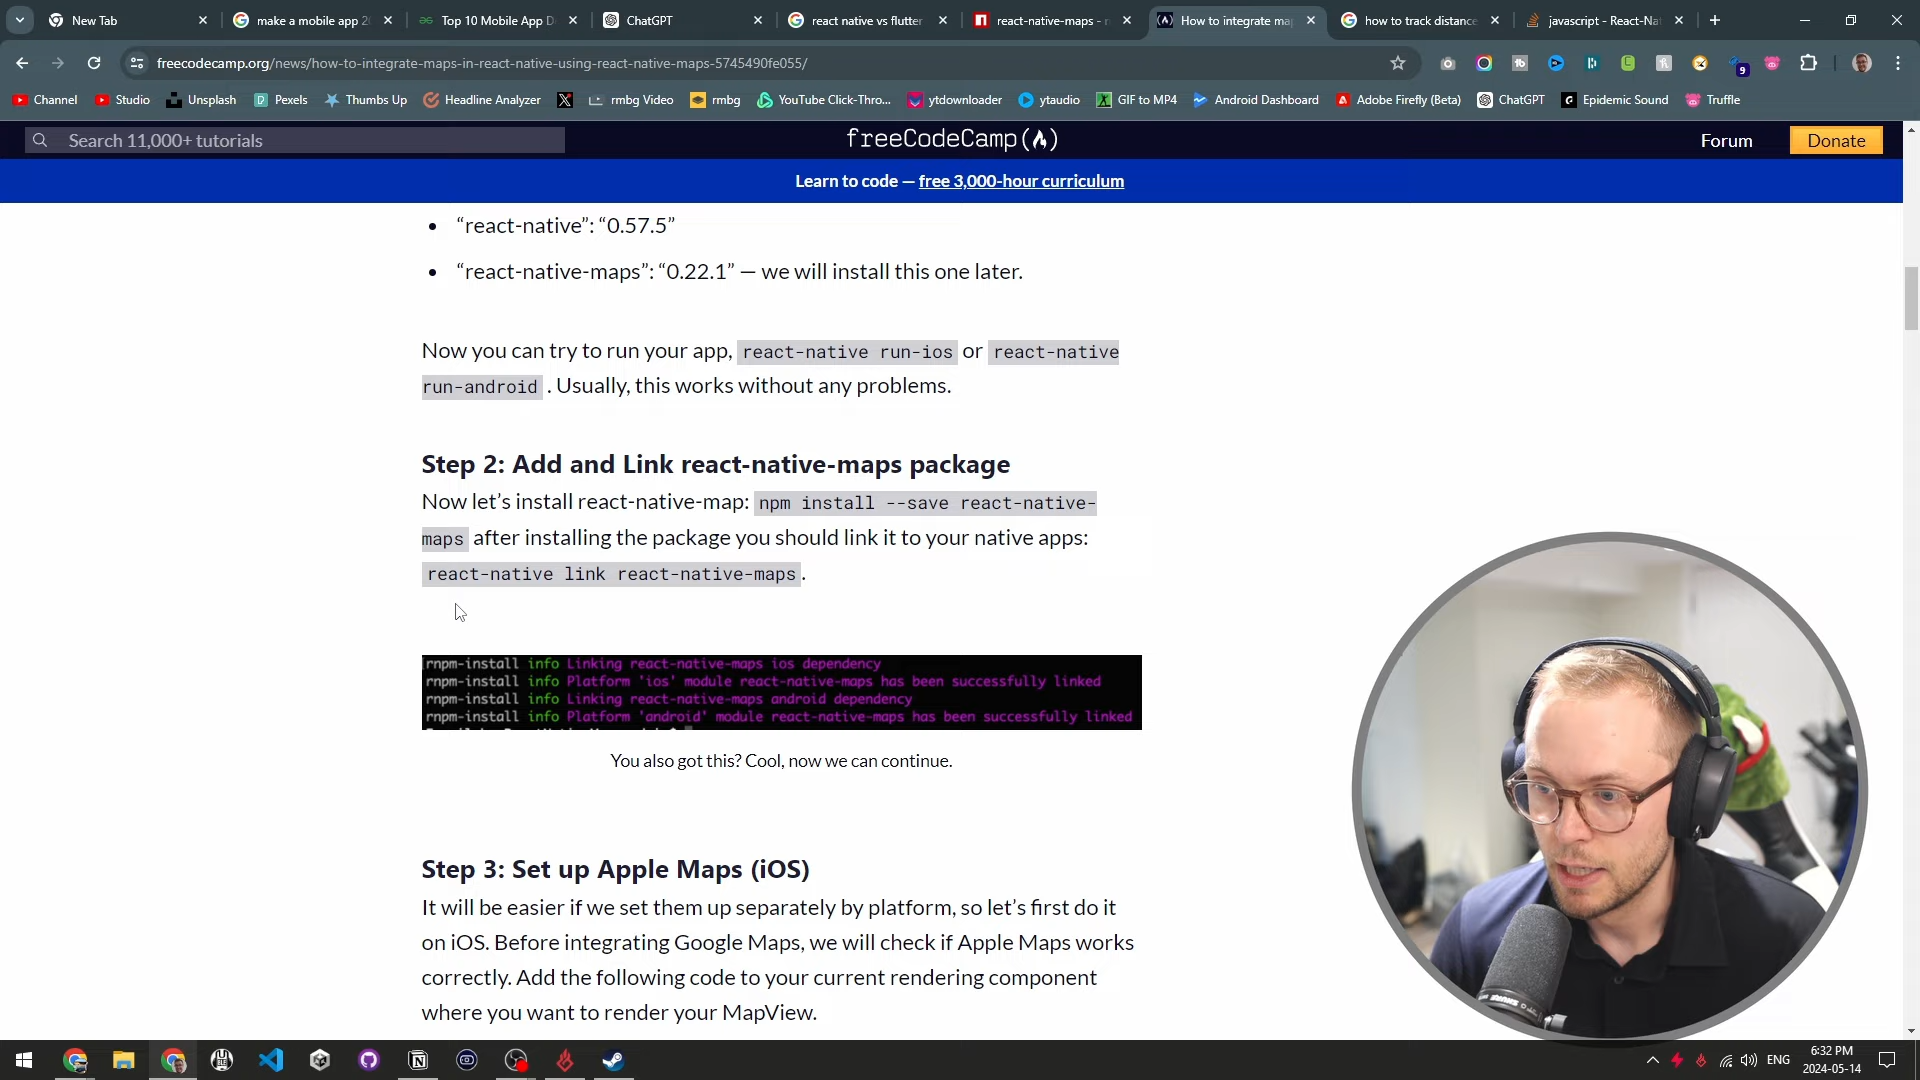 New Tab
make a mobile app 2
Top 10 Mobile App D
ChatGPT
react native vs flutter
react-native-maps - n
How to integrate ma
how to track distance
javascript - React-Nat
freecodecamp.org/news/how-to-integrate-maps-in-react-native-using-react-native-maps-5745490fe055/
9
Channel
Studio
Unsplash
Pexels
Thumbs Up
Headline Analyzer
rmbg Video
rmbg
YouTube Click-Thro...
ytdownloader
ytaudio
GIF to MP4
Android Dashboard
Adobe Firefly (Beta)
ChatGPT
Epidemic Sound
Truffle
Search 11,000+ tutorials
freeCodeCamp
Forum
Donate
Learn to code — free 3,000-hour curriculum
• “react-native”: “0.57.5”
• “react-native-maps”: “0.22.1” — we will install this one later.
Now you can try to run your app, react-native run-ios or react-native
run-android . Usually, this works without any problems.
Step 2: Add and Link react-native-maps package
Now let’s install react-native-map: npm install --save react-native-
maps after installing the package you should link it to your native apps:
react-native link react-native-maps.
rnpm-install info Linking react-native-maps ios dependency
rnpm-install info Platform 'ios' module react-native-maps has been successfully linked
rnpm-install info Linking react-native-maps android dependency
rnpm-install info Platform 'android' module react-native-maps has been successfully linked
You also got this? Cool, now we can continue.
Step 3: Set up Apple Maps (iOS)
It will be easier if we set them up separately by platform, so let’s first do it
on iOS. Before integrating Google Maps, we will check if Apple Maps works
correctly. Add the following code to your current rendering component
where you want to render your MapView.
ENG
6:32 PM
2024-05-14